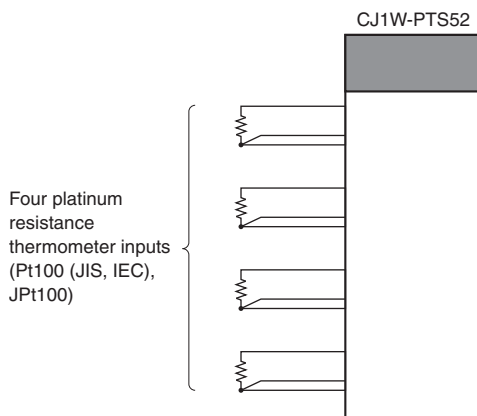 CJ1W-PTS52
Four platinum
resistance
thermometer inputs
(Pt100 (JIS, IEC),
JPt100)